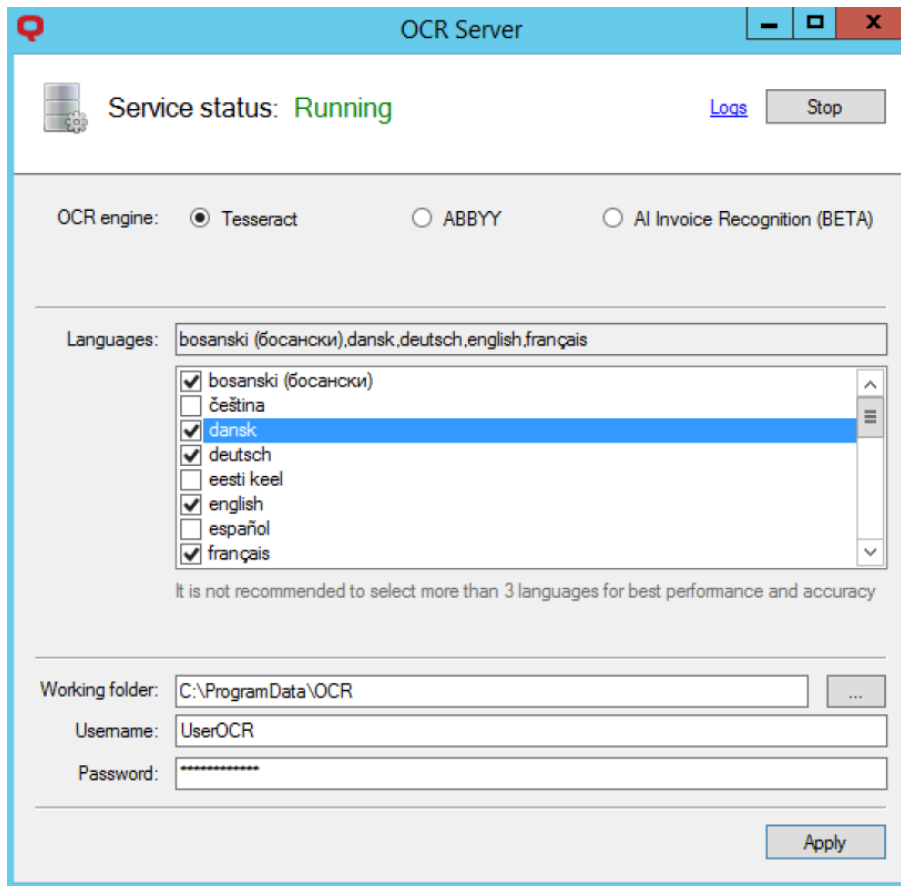 OCR Server
Service status: Running Logs Stop
OCR engine: Tesseract ABBYY AI Invoice Recognition (BETA)
Languages: bosanski (босански),dansk,deutsch,english,français
bosanski (босански)
čeština
dansk
deutsch
eesti keel
english
español
français
It is not recommended to select more than 3 languages for best performance and accuracy
Working folder: C:\ProgramData\OCR ...
Username: UserOCR
Password: ************
Apply